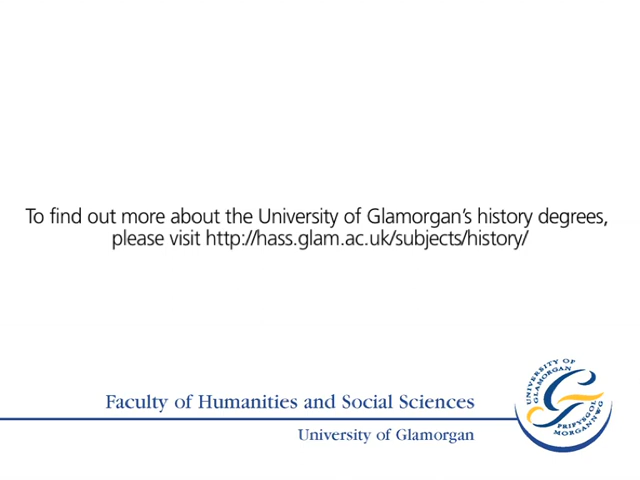 To find out more about the University of Glamorgan's history degrees,
please visit http://hass.glam.ac.uk/subjects/history/
Faculty of Humanities and Social Sciences
University of Glamorgan
UNIVERSITY OF
GLAMORGAN
PRIFYSGOL
MORGANNWG